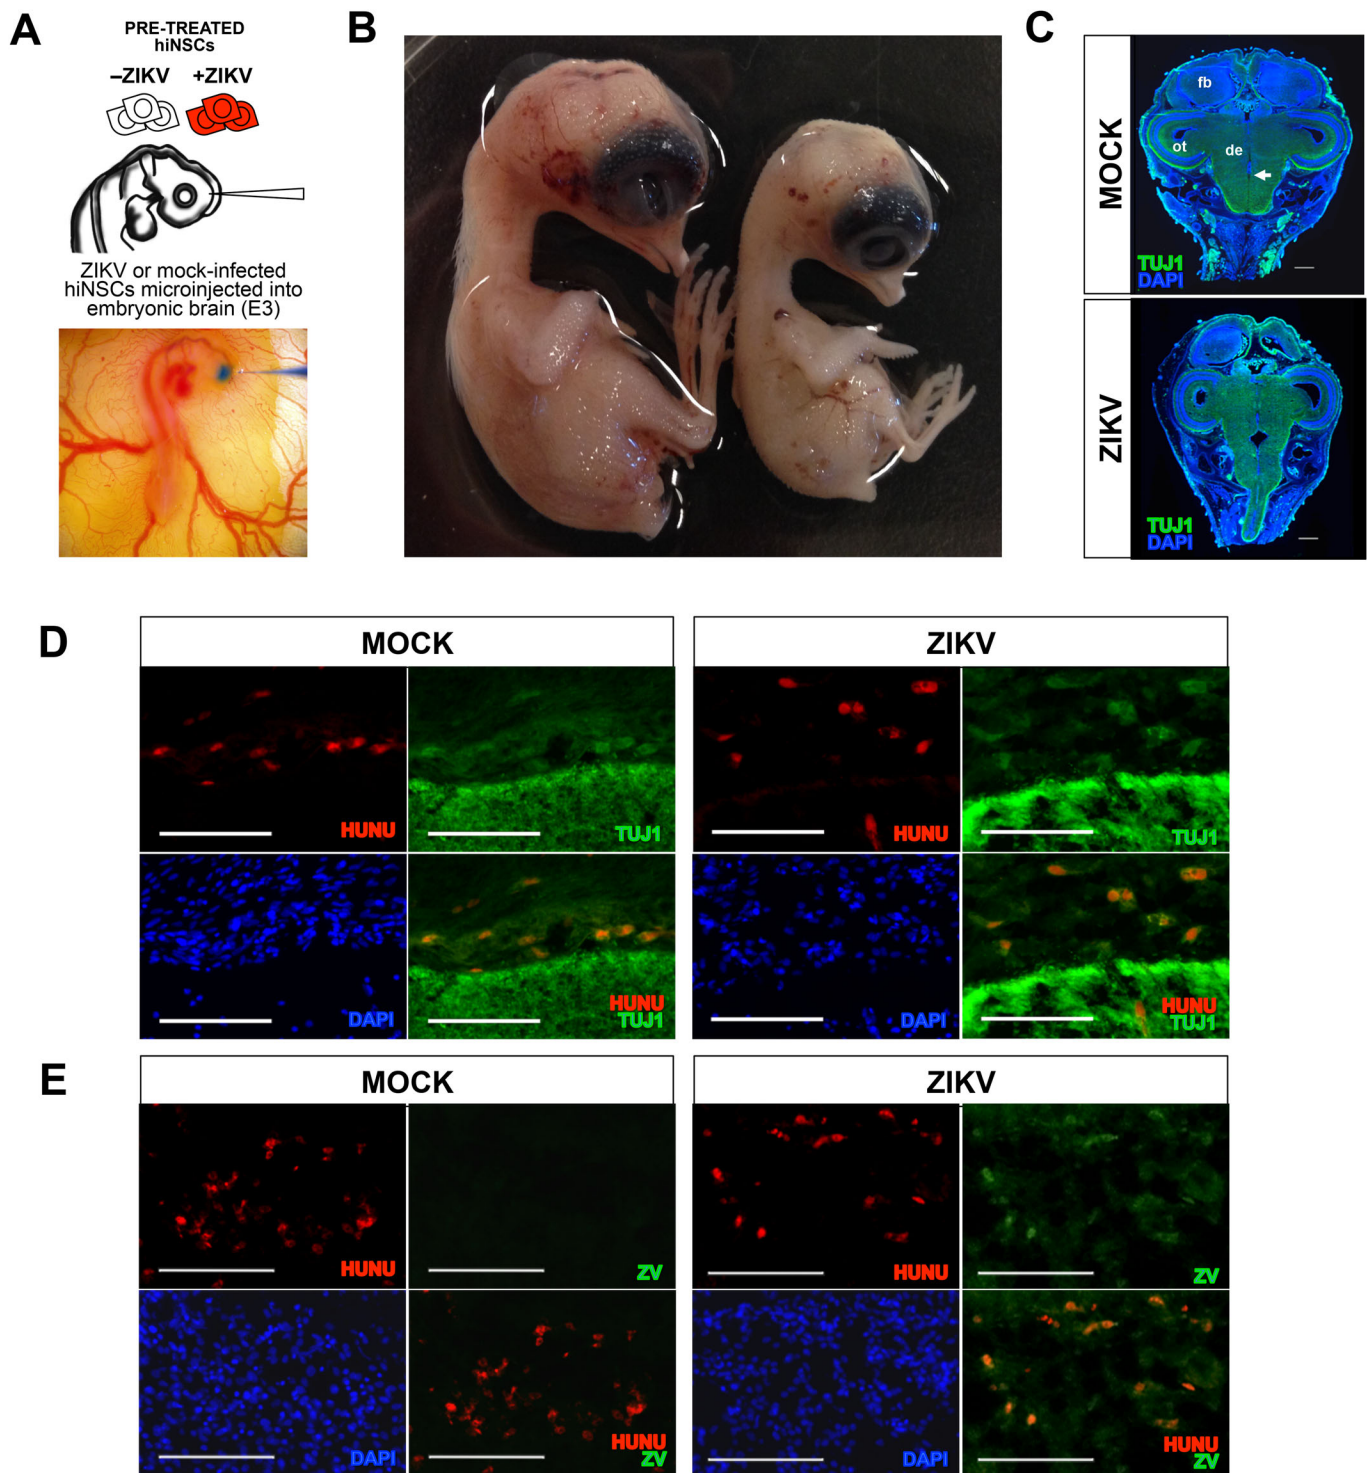 A
PRE-TREATED
hiNSCs
–ZIKV +ZIKV
ZIKV or mock-infected
hiNSCs microinjected into
embryonic brain (E3)
B
C
MOCK
fb
ot
de
TUJ1
DAPI
ZIKV
TUJ1
DAPI
D
MOCK
ZIKV
HUNU
TUJ1
HUNU
TUJ1
DAPI
HUNU
TUJ1
DAPI
HUNU
TUJ1
E
MOCK
ZIKV
HUNU
ZV
HUNU
ZV
DAPI
HUNU
ZV
DAPI
HUNU
ZV